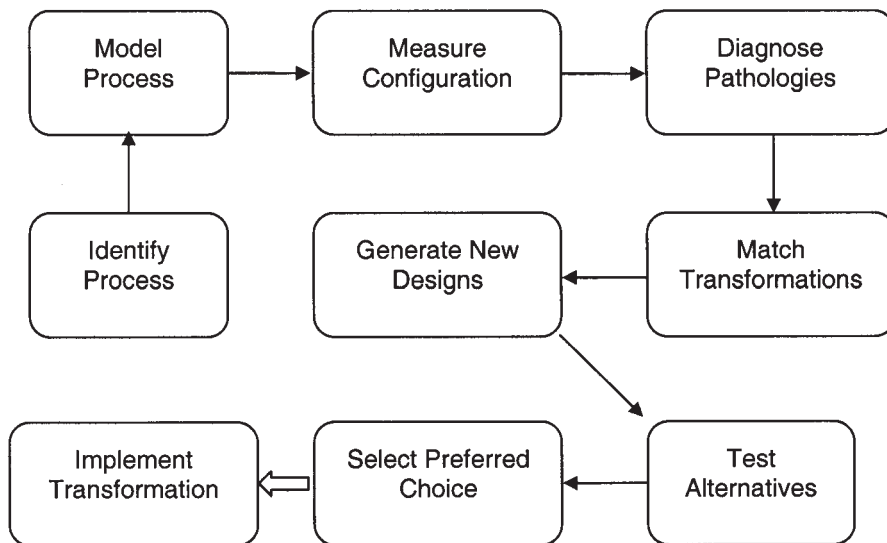 Model
Process
Measure
Configuration
Diagnose
Pathologies
Identify
Process
Generate New
Designs
Match
Transformations
Implement
Transformation
Select Preferred
Choice
Test
Alternatives